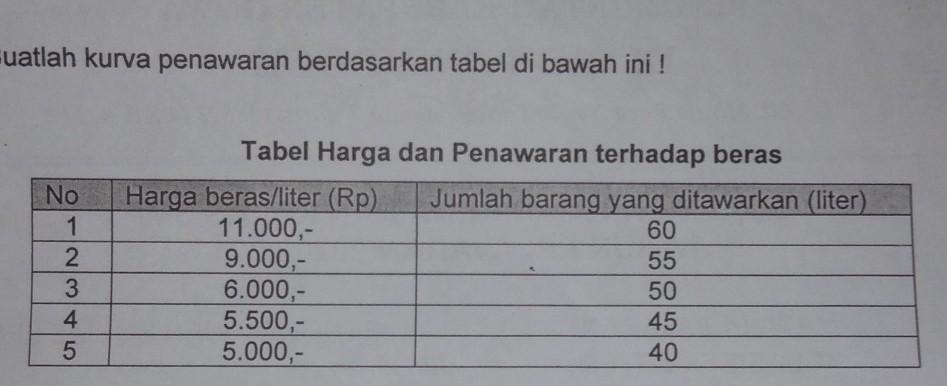 uatlah kurva penawaran berdasarkan tabel di bawah ini !
Tabel Harga dan Penawaran terhadap beras
No Harga beras/liter (Rp) Jumlah barang yang ditawarkan (liter)
1 11.000,- 60
2 9.000,- 55
3 6.000,- 50
4 5.500,- 45
5 5.000,- 40